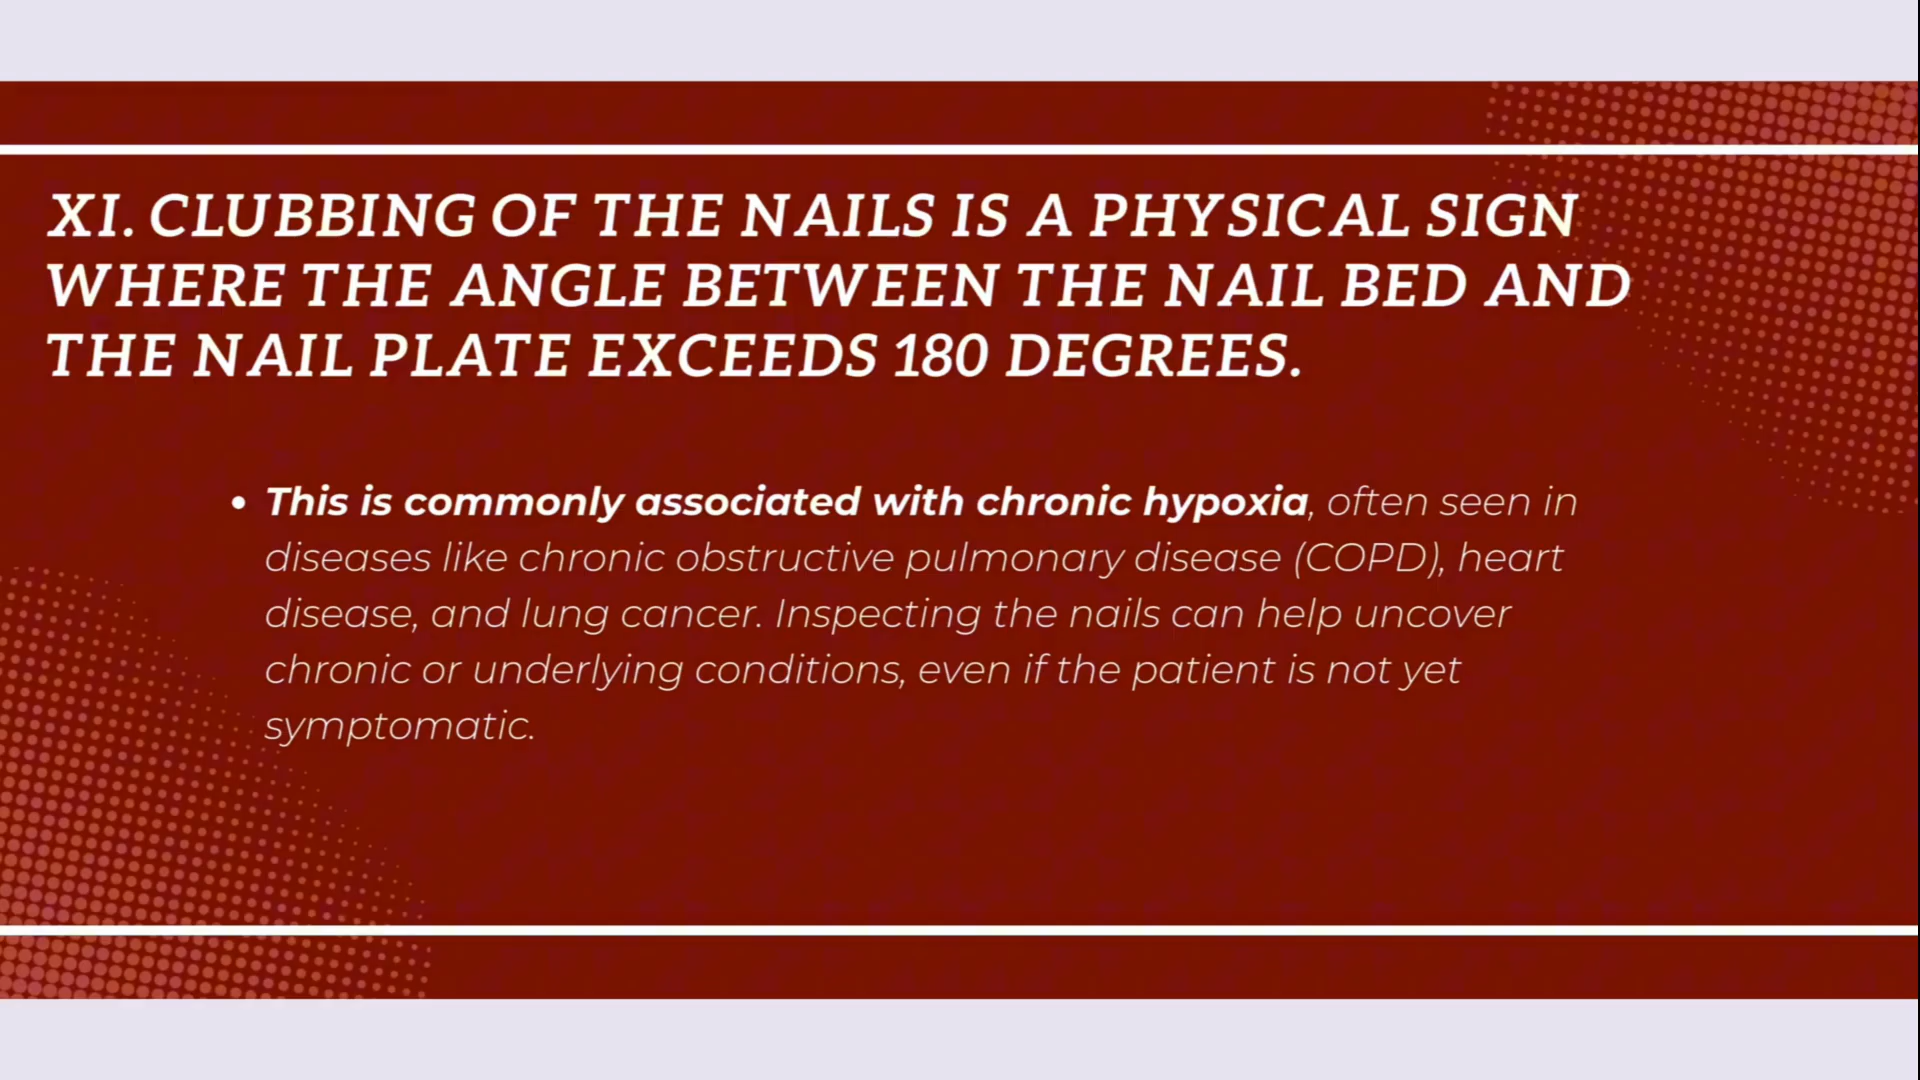 XI. CLUBBING OF THE NAILS IS A PHYSICAL SIGN
WHERE THE ANGLE BETWEEN THE NAIL BED AND
THE NAIL PLATE EXCEEDS 180 DEGREES.
• This is commonly associated with chronic hypoxia, often seen in
diseases like chronic obstructive pulmonary disease (COPD), heart
disease, and lung cancer. Inspecting the nails can help uncover
chronic or underlying conditions, even if the patient is not yet
symptomatic.